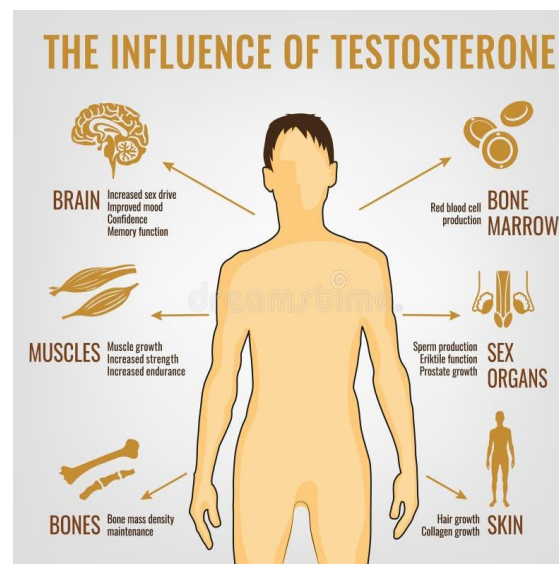 THE INFLUENCE OF TESTOSTERONE
BRAIN
Increased sex drive
Improved mood
Confidence
Memory function
Red blood cell
production
BONE
MARROW
dreamstime
MUSCLES
Muscle growth
Increased strength
Increased endurance
Sperm production
Eriktile function
Prostate growth
SEX
ORGANS
BONES
Bone mass density
maintenance
Hair growth
Collagen growth
SKIN